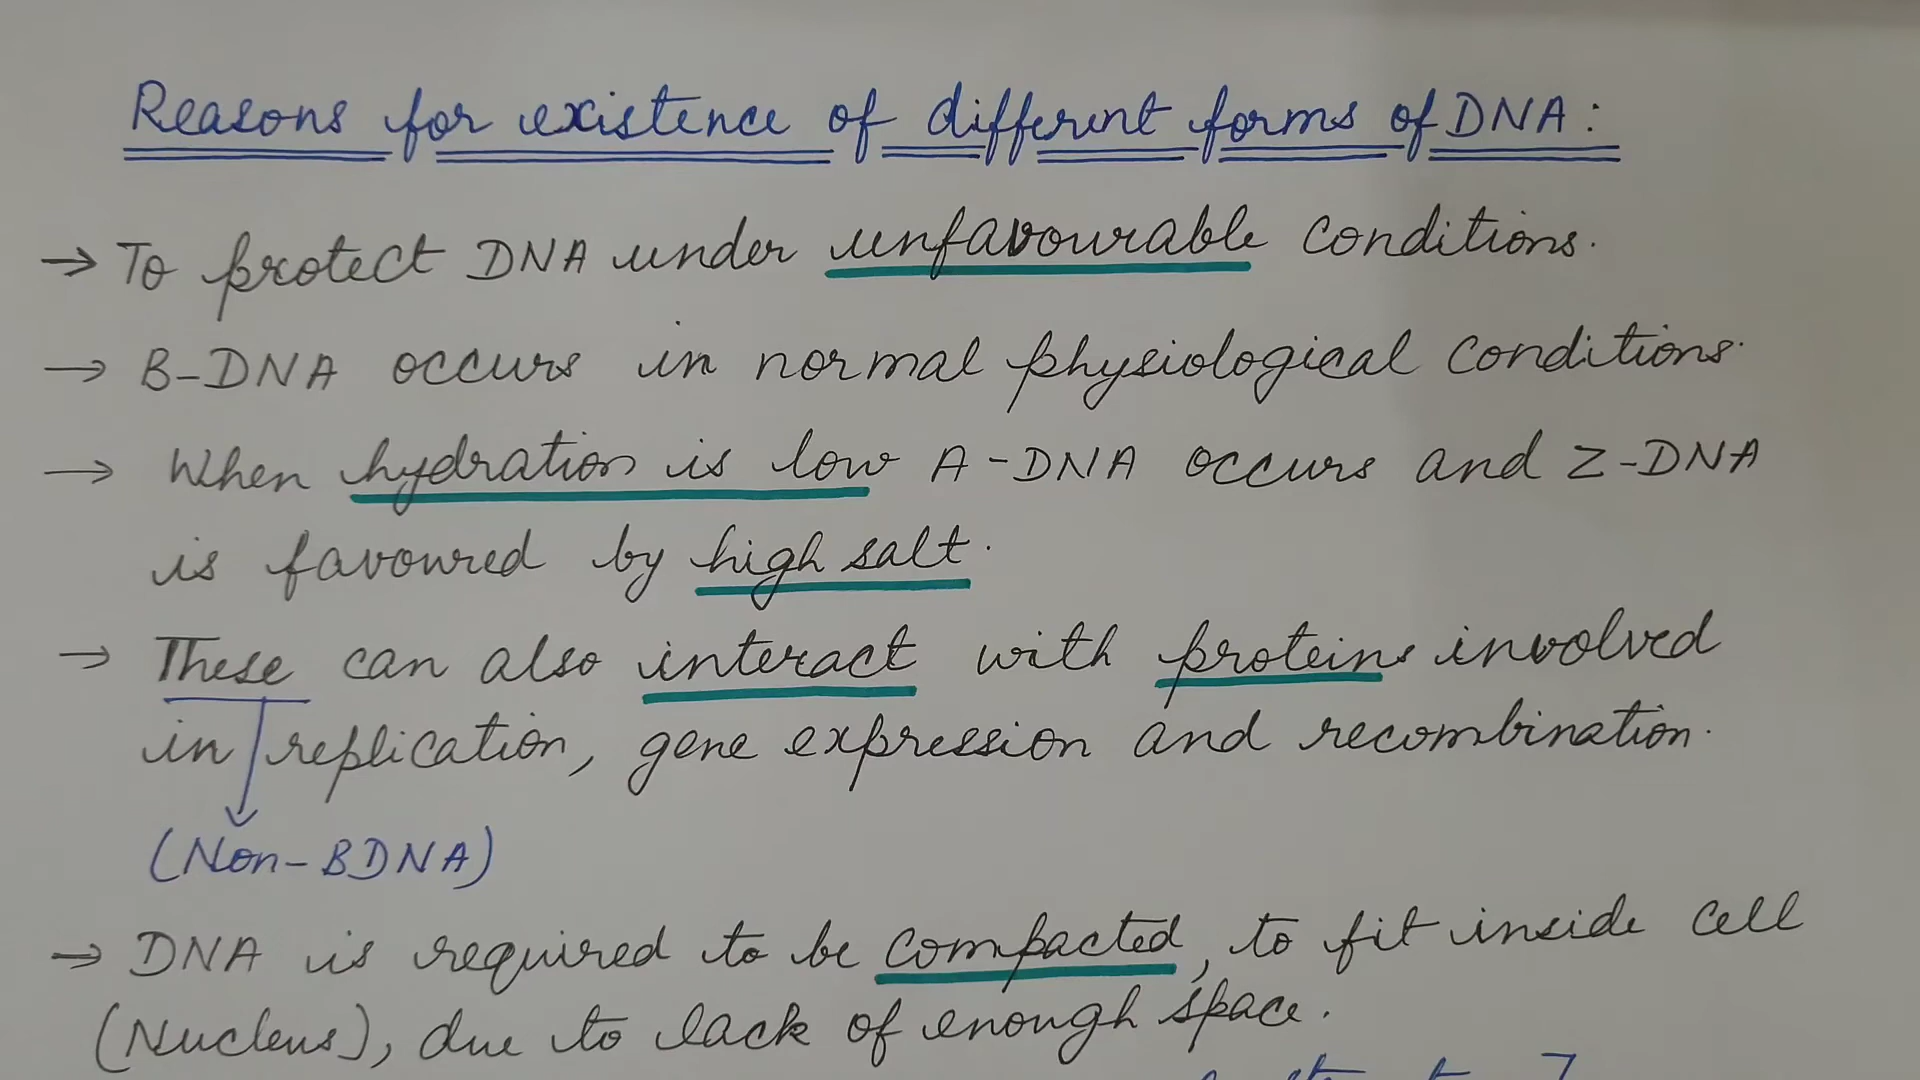 Reasons for existence of different forms of DNA:
→ To protect DNA under unfavourable conditions.
→ B-DNA occurs in normal physiological conditions.
→ When hydration is low A-DNA occurs and Z-DNA
is favoured by high salt.
→ These can also interact with proteins involved
in replication, gene expression and recombination.
(Non-BDNA)
→ DNA is required to be compacted, to fit inside cell
(Nucleus), due to lack of enough space.